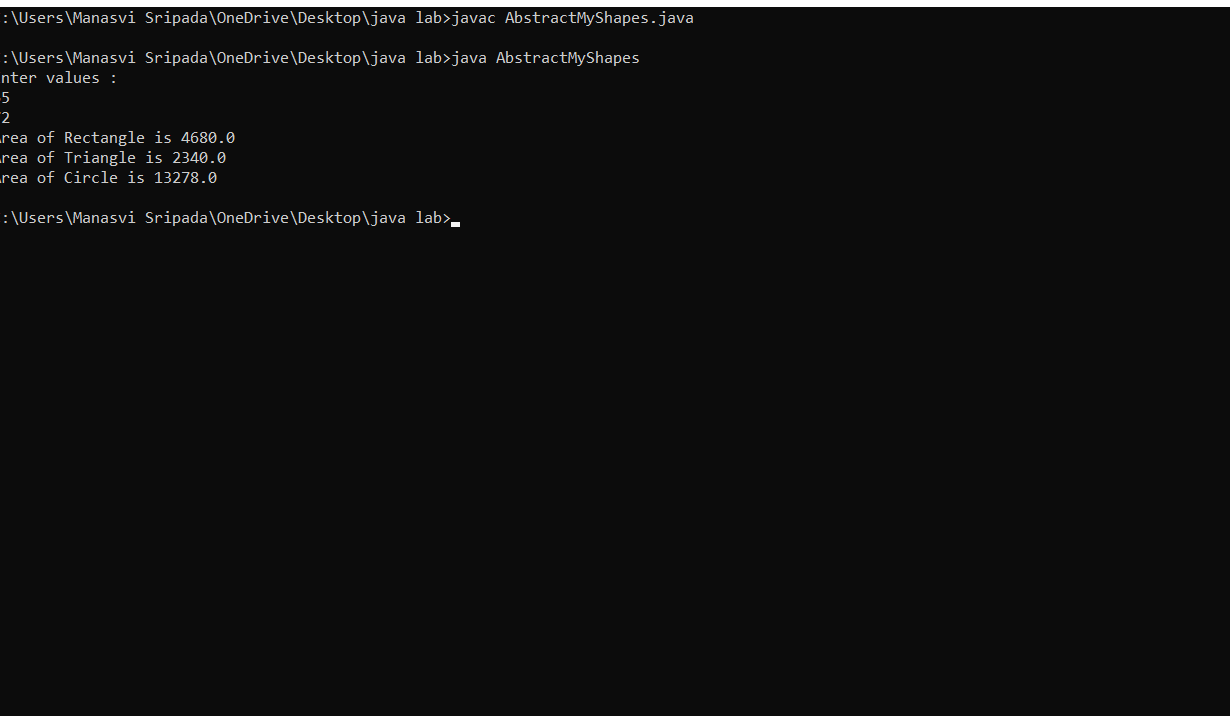 :\Users\Manasvi Sripada\OneDrive\Desktop\java lab>javac AbstractMyShapes.java
:\Users\Manasvi Sripada\OneDrive\Desktop\java lab>java AbstractMyShapes
nter values :
5
2
rea of Rectangle is 4680.0
rea of Triangle is 2340.0
rea of Circle is 13278.0
:\Users\Manasvi Sripada\OneDrive\Desktop\java lab>